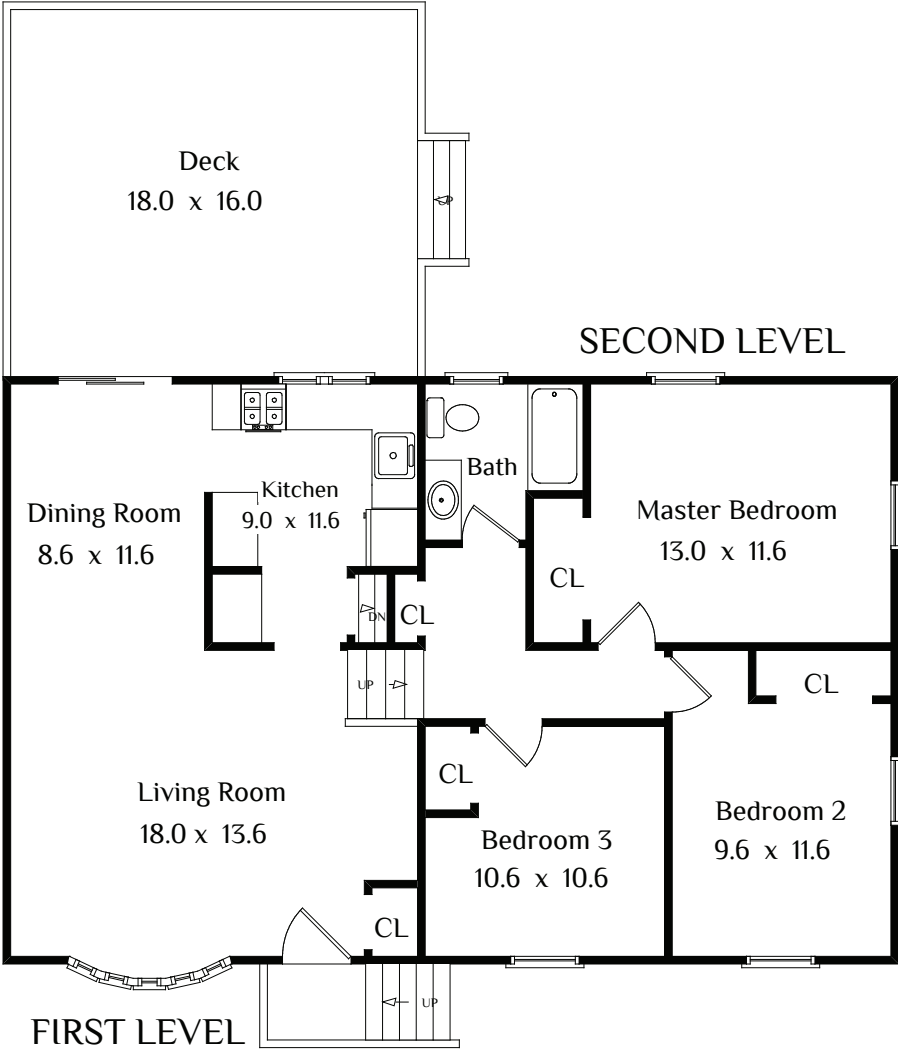 Deck
18.0 x 16.0
UP
SECOND LEVEL
Bath
Kitchen
9.0 x 11.6
Dining Room
8.6 x 11.6
Master Bedroom
13.0 x 11.6
CL
CL
DN
UP
CL
CL
Living Room
18.0 x 13.6
Bedroom 2
9.6 x 11.6
Bedroom 3
10.6 x 10.6
CL
UP
FIRST LEVEL